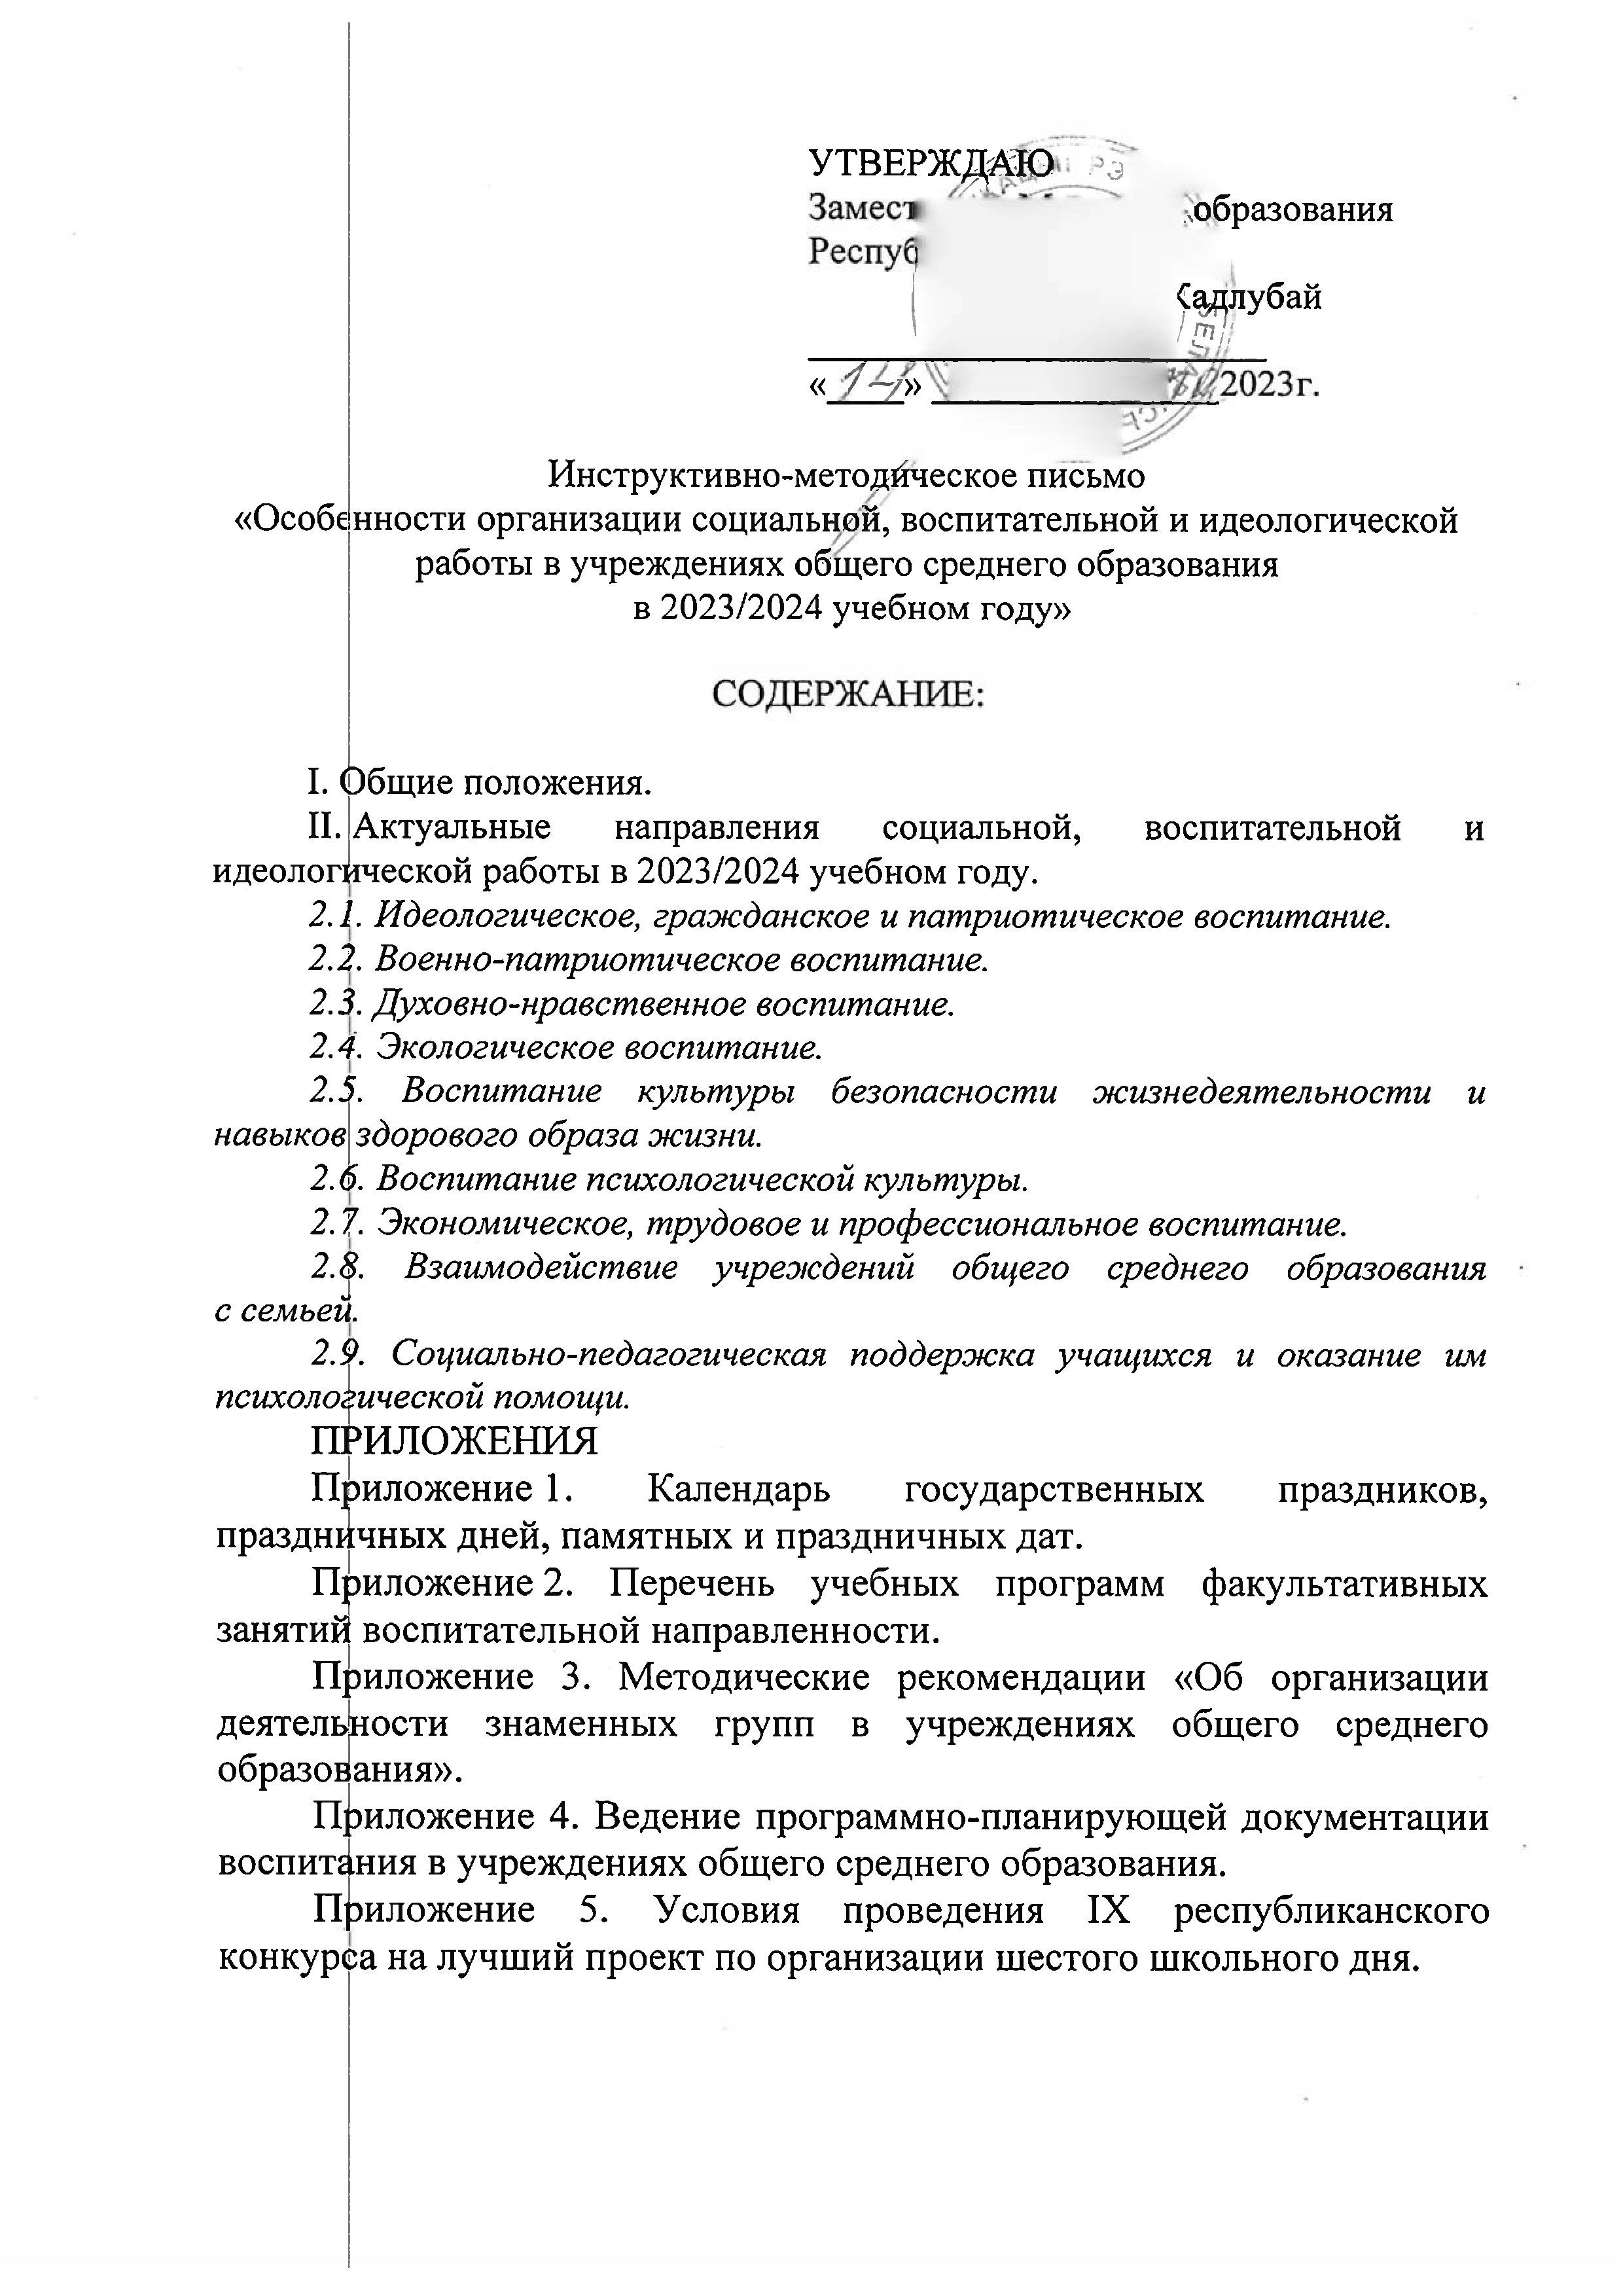 УТВЕРЖДАЮ
образования
«14» 2023г.
Инструктивно-методическое письмо
«Особенности организации социальной, воспитательной и идеологической
работы в учреждениях общего среднего образования
в 2023/2024 учебном году»
СОДЕРЖАНИЕ:
I. Общие положения.
II. Актуальные направления социальной, воспитательной и
идеологической работы в 2023/2024 учебном году.
2.1. Идеологическое, гражданское и патриотическое воспитание.
2.2. Военно-патриотическое воспитание.
2.3. Духовно-нравственное воспитание.
2.4. Экологическое воспитание.
2.5. Воспитание культуры безопасности жизнедеятельности и
навыков здорового образа жизни.
2.6. Воспитание психологической культуры.
2.7. Экономическое, трудовое и профессиональное воспитание.
2.8. Взаимодействие учреждений общего среднего образования
с семьей.
2.9. Социально-педагогическая поддержка учащихся и оказание им
психологической помощи.
ПРИЛОЖЕНИЯ
Приложение 1. Календарь государственных праздников,
праздничных дней, памятных и праздничных дат.
Приложение 2. Перечень учебных программ факультативных
занятий воспитательной направленности.
Приложение 3. Методические рекомендации «Об организации
деятельности знаменных групп в учреждениях общего среднего
образования».
Приложение 4. Ведение программно-планирующей документации
воспитания в учреждениях общего среднего образования.
Приложение 5. Условия проведения IX республиканского
конкурса на лучший проект по организации шестого школьного дня.